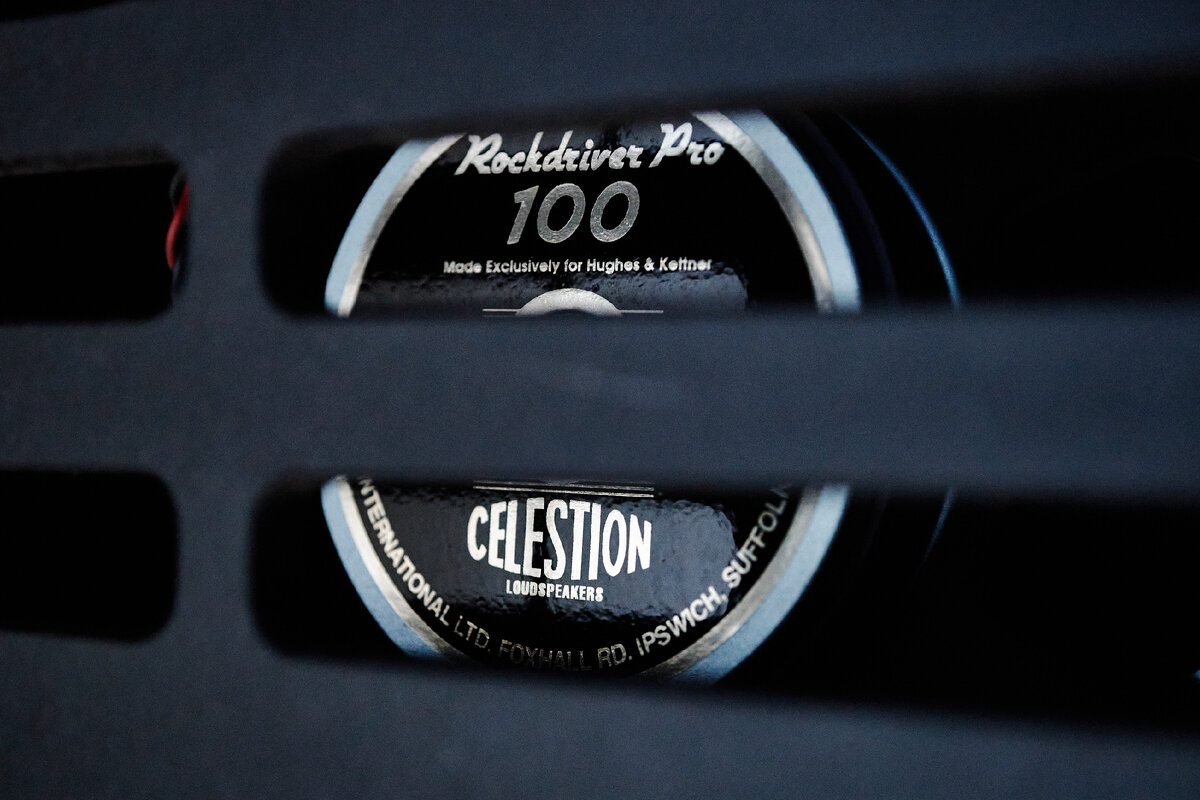 Rockdriver Pro
100
Made Exclusively for Hughes & Kettner
CELESTION
LOUDSPEAKERS
INTERNATIONAL LTD. FOXHALL RD. IPSWICH, SUFFOLK